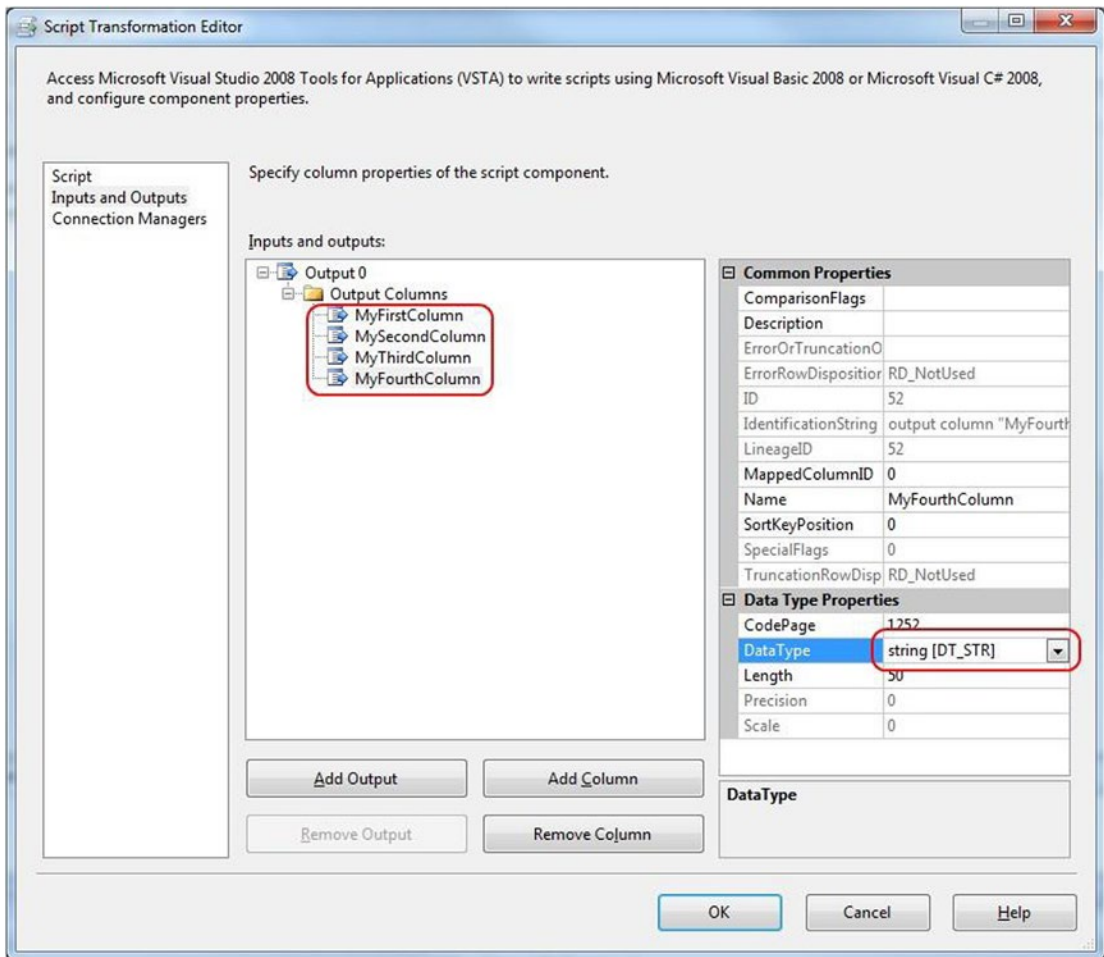 Script Transformation Editor
Access Microsoft Visual Studio 2008 Tools for Applications (VSTA) to write scripts using Microsoft Visual Basic 2008 or Microsoft Visual C# 2008,
and configure component properties.
Script
Inputs and Outputs
Connection Managers
Specify column properties of the script component.
Inputs and outputs:
Output 0
Output Columns
MyFirstColumn
MySecondColumn
MyThirdColumn
MyFourthColumn
Common Properties
ComparisonFlags
Description
ErrorOrTruncationO
ErrorRowDisposition RD_NotUsed
ID 52
IdentificationString output column "MyFourth
LineageID 52
MappedColumnID 0
Name MyFourthColumn
SortKeyPosition 0
SpecialFlags 0
TruncationRowDisp RD_NotUsed
Data Type Properties
CodePage 1252
DataType string [DT_STR]
Length 50
Precision 0
Scale 0
Add Output
Add Column
Remove Output
Remove Column
DataType
OK
Cancel
Help